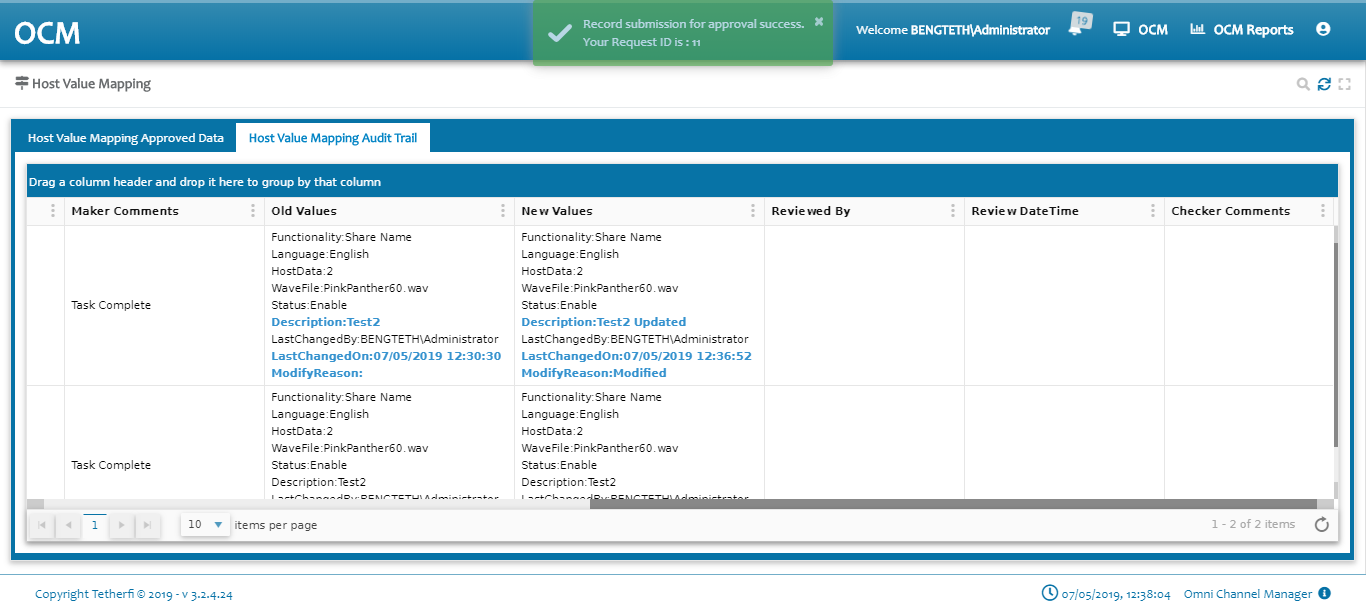 OCM
Record submission for approval success.
Your Request ID is : 11
Welcome BENGTETH\Administrator
19
OCM
OCM Reports
Host Value Mapping
Host Value Mapping Approved Data
Host Value Mapping Audit Trail
Drag a column header and drop it here to group by that column
Maker Comments
Old Values
New Values
Reviewed By
Review DateTime
Checker Comments
Task Complete
Functionality:Share Name
Language:English
HostData:2
WaveFile:PinkPanther60.wav
Status:Enable
Description:Test2
LastChangedBy:BENGTETH\Administrator
LastChangedOn:07/05/2019 12:30:30
ModifyReason:
Functionality:Share Name
Language:English
HostData:2
WaveFile:PinkPanther60.wav
Status:Enable
Description:Test2 Updated
LastChangedBy:BENGTETH\Administrator
LastChangedOn:07/05/2019 12:36:52
ModifyReason:Modified
Task Complete
Functionality:Share Name
Language:English
HostData:2
WaveFile:PinkPanther60.wav
Status:Enable
Description:Test2
LastChangedBy:BENGTETH\Administrator
Functionality:Share Name
Language:English
HostData:2
WaveFile:PinkPanther60.wav
Status:Enable
Description:Test2
LastChangedBy:BENGTETH\Administrator
1
10
items per page
1 - 2 of 2 items
Copyright Tetherfi © 2019 - v 3.2.4.24
07/05/2019, 12:38:04
Omni Channel Manager